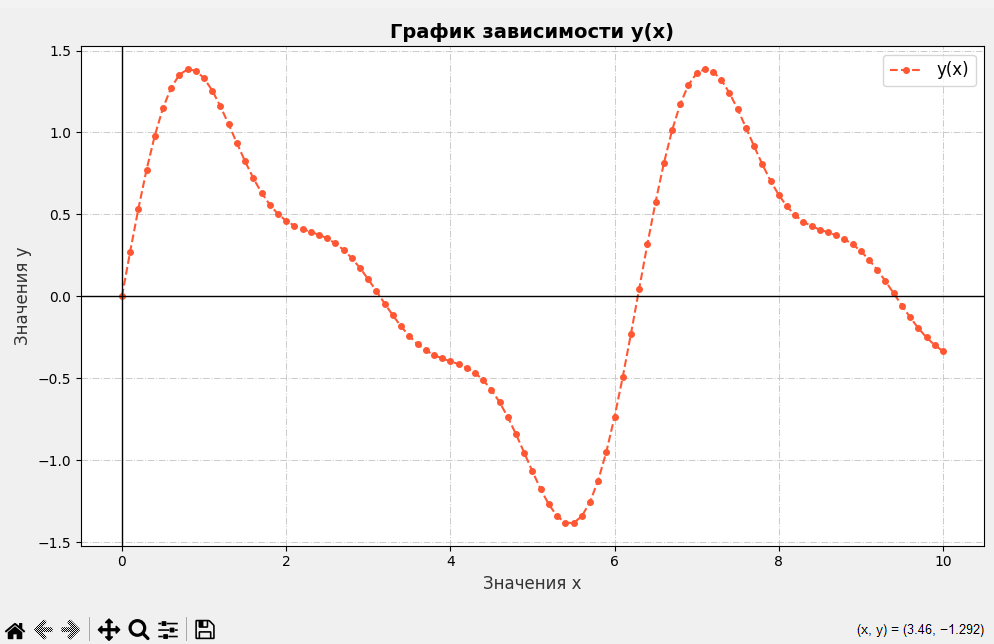 График зависимости y(x)
y(x)
1.5
1.0
0.5
0.0
−0.5
−1.0
−1.5
Значения y
0 2 4 6 8 10
Значения x
(x, y) = (3.46, −1.292)